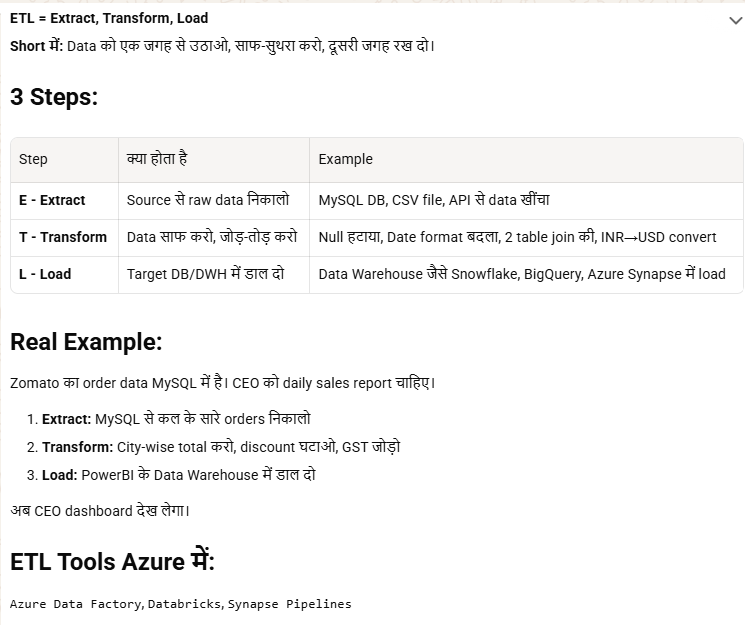 ETL = Extract, Transform, Load
Short में: Data को एक जगह से उठाओ, साफ-सुथरा करो, दूसरी जगह रख दो।
3 Steps:
Step क्या होता है Example
E - Extract Source से raw data निकालो MySQL DB, CSV file, API से data खींचा
T - Transform Data साफ करो, जोड़-तोड़ करो Null हटाया, Date format बदला, 2 table join की, INR→USD convert
L - Load Target DB/DWH में डाल दो Data Warehouse जैसे Snowflake, BigQuery, Azure Synapse में load
Real Example:
Zomato का order data MySQL में है। CEO को daily sales report चाहिए।
1. Extract: MySQL से कल के सारे orders निकालो
2. Transform: City-wise total करो, discount घटाओ, GST जोड़ो
3. Load: PowerBI के Data Warehouse में डाल दो
अब CEO dashboard देख लेगा।
ETL Tools Azure में:
Azure Data Factory, Databricks, Synapse Pipelines